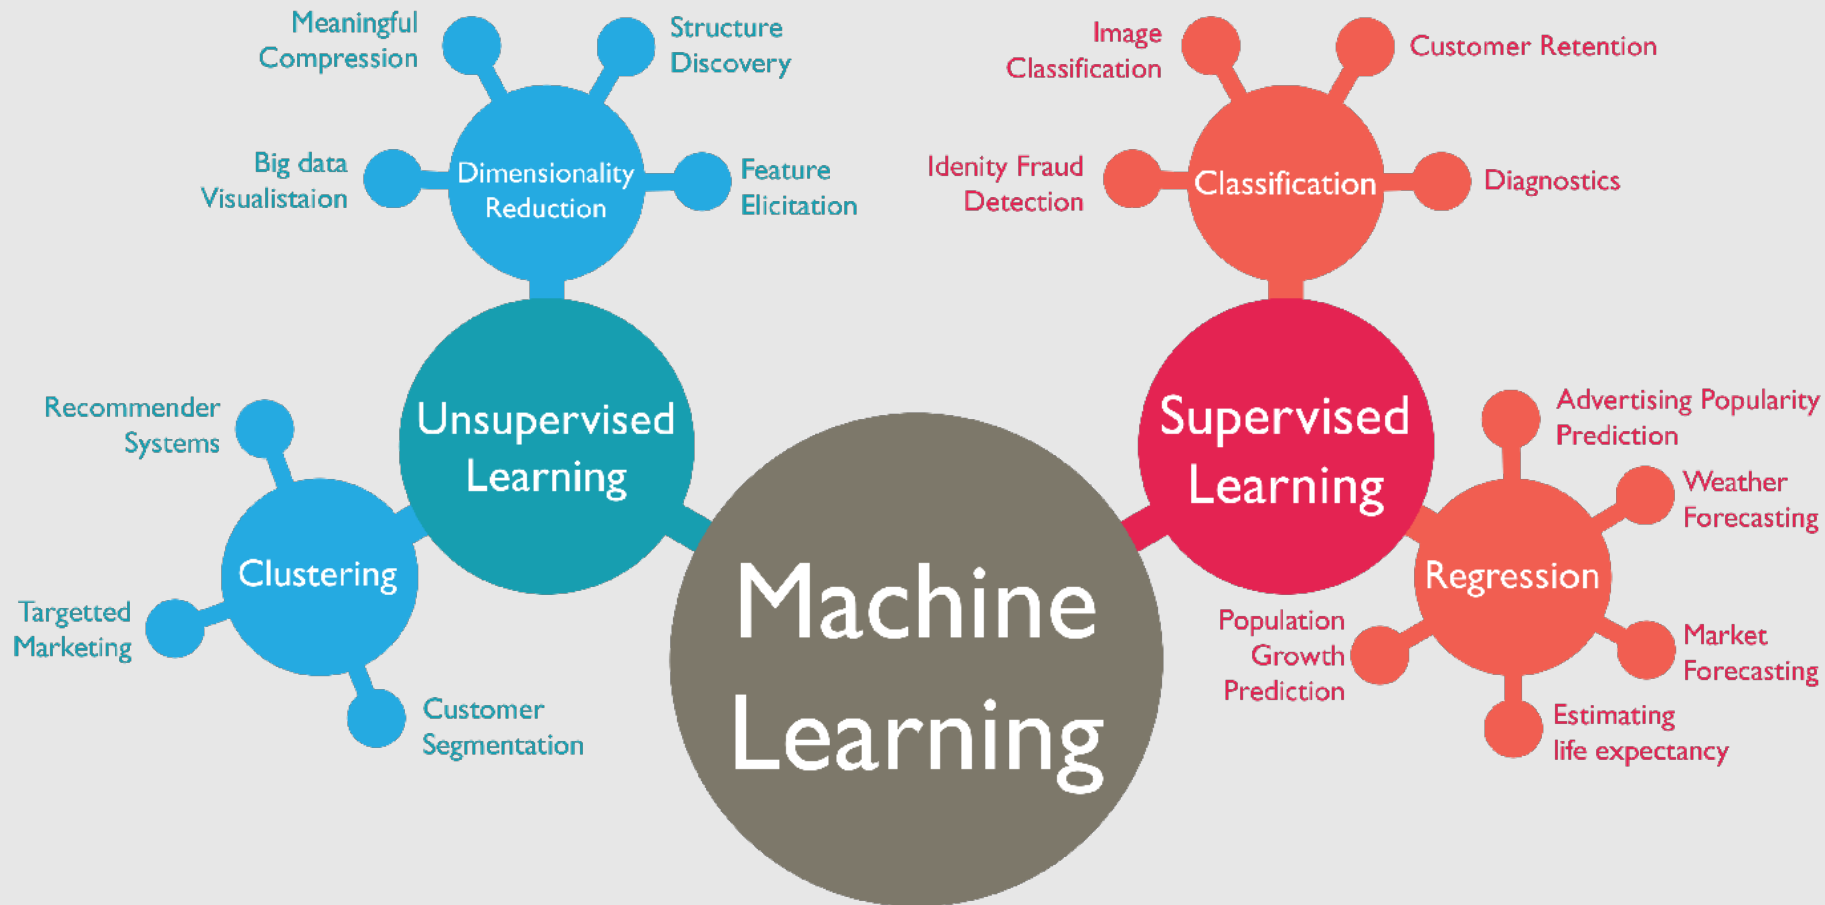 Meaningful
Compression
Structure
Discovery
Big data
Visualistaion
Dimensionality
Reduction
Feature
Elicitation
Image
Classification
Customer Retention
Idenity Fraud
Detection
Classification
Diagnostics
Unsupervised
Learning
Recommender
Systems
Clustering
Targetted
Marketing
Customer
Segmentation
Machine
Learning
Supervised
Learning
Advertising Popularity
Prediction
Weather
Forecasting
Regression
Population
Growth
Prediction
Market
Forecasting
Estimating
life expectancy